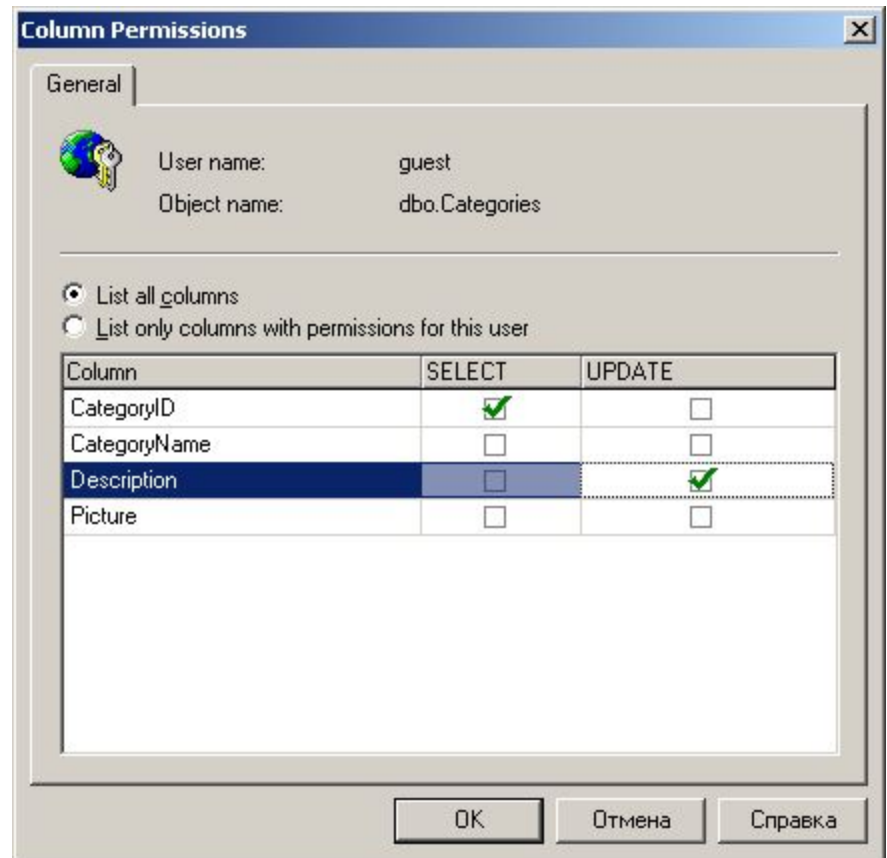 Column Permissions
General
User name: guest
Object name: dbo.Categories
List all columns
List only columns with permissions for this user
Column SELECT UPDATE
CategoryID
CategoryName
Description
Picture
OK Отмена Справка